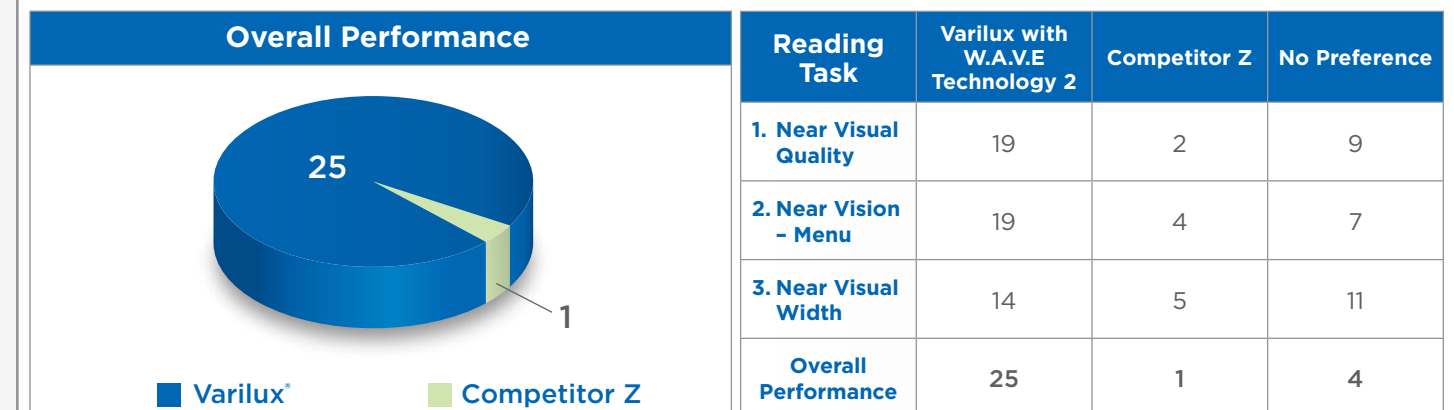 Overall Performance
25
1
Varilux®
Competitor Z
Reading
Task
Varilux with
W.A.V.E
Technology 2
Competitor Z
No Preference
1. Near Visual
Quality
19
2
9
2. Near Vision
– Menu
19
4
7
3. Near Visual
Width
14
5
11
Overall
Performance
25
1
4